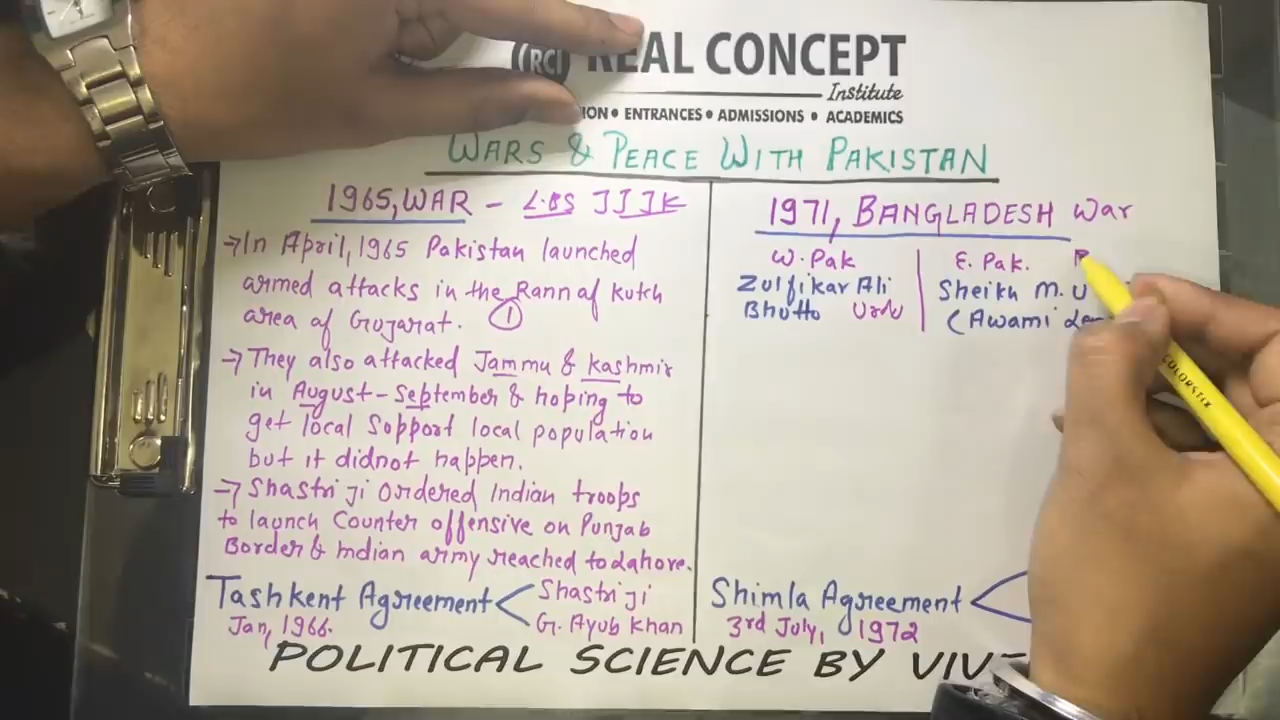 (RCI) REAL CONCEPT
Institute
ION • ENTRANCES • ADMISSIONS • ACADEMICS
WARS & PEACE WITH PAKISTAN
1965, WAR - L.BS JJJK
→ In April, 1965 Pakistan launched
armed attacks in the Rann of Kutch
area of Gujarat. ①
→ They also attacked Jammu & Kashmir
in August - September & hoping to
get local support local population
but it didnot happen.
→ Shastri ji ordered Indian troops
to launch Counter offensive on Punjab
Border & Indian army reached to Lahore.
Tashkent Agreement
Shastri ji
G. Ayub Khan
Jan, 1966.
1971, BANGLADESH War
W. Pak
Zulfikar Ali
Bhutto Urdu
E. Pak.
Sheikh M.U
(Awami
Shimla Agreement
3rd July, 1972
POLITICAL SCIENCE BY